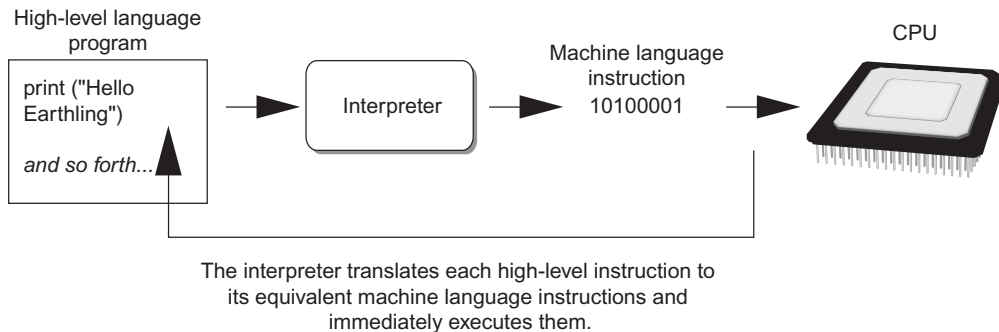 High-level language
program
print ("Hello
Earthling")
and so forth...
Interpreter
Machine language
instruction
10100001
CPU
The interpreter translates each high-level instruction to
its equivalent machine language instructions and
immediately executes them.